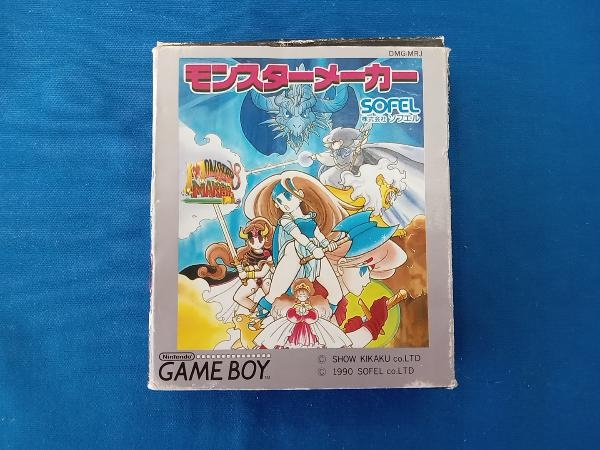 DMG-MRJ
モンスターメーカー
SOFEL
株式会社 ソフエル
MONSTER
MAKER
Nintendo
GAME BOY™
© SHOW KIKAKU co.LTD
© 1990 SOFEL co.LTD